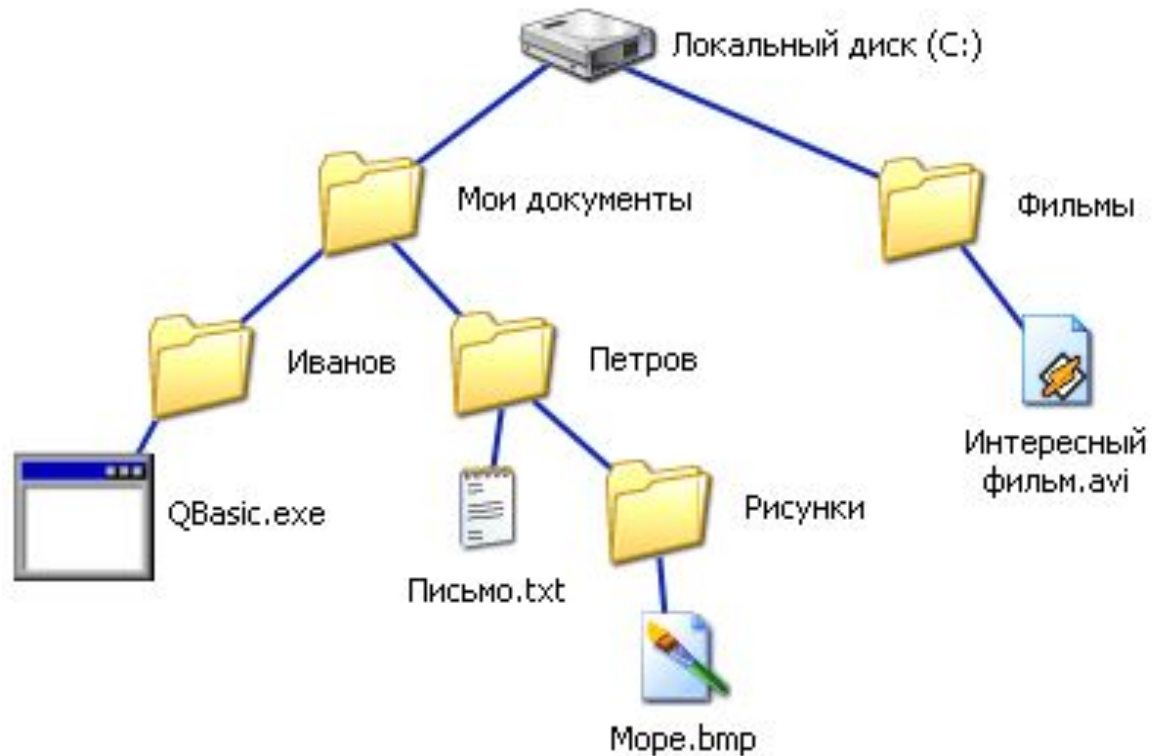 Локальный диск (C:)
Мои документы
Фильмы
Иванов
Петров
Интересный
фильм.avi
QBasic.exe
Рисунки
Письмо.txt
Море.bmp